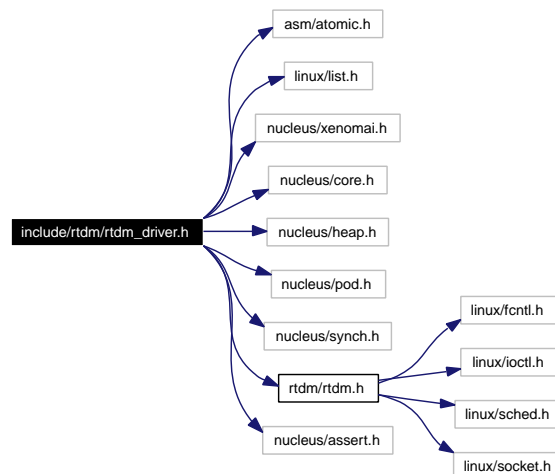 asm/atomic.h
linux/list.h
nucleus/xenomai.h
nucleus/core.h
include/rtdm/rtdm_driver.h
nucleus/heap.h
nucleus/pod.h
nucleus/synch.h
rtdm/rtdm.h
nucleus/assert.h
linux/fcntl.h
linux/ioctl.h
linux/sched.h
linux/socket.h